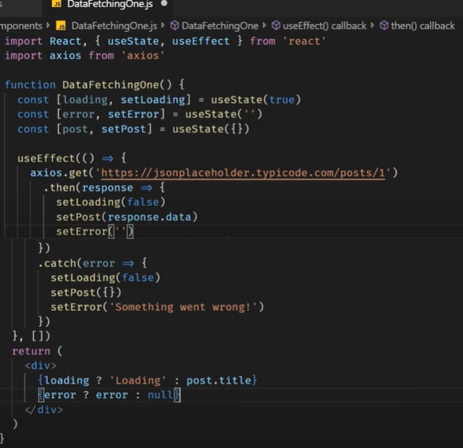 DataFetchingOne.js
mponents > DataFetchingOne.js > DataFetchingOne > useEffect() callback > then() callback
import React, { useState, useEffect } from 'react'
import axios from 'axios'
function DataFetchingOne() {
const [loading, setLoading] = useState(true)
const [error, setError] = useState('')
const [post, setPost] = useState({})
useEffect(() => {
axios.get('https://jsonplaceholder.typicode.com/posts/1')
.then(response => {
setLoading(false)
setPost(response.data)
setError('')
})
.catch(error => {
setLoading(false)
setPost({})
setError('Something went wrong!')
})
}, [])
return (
<div>
{loading ? 'Loading' : post.title}
{error ? error : null}
</div>
)
}